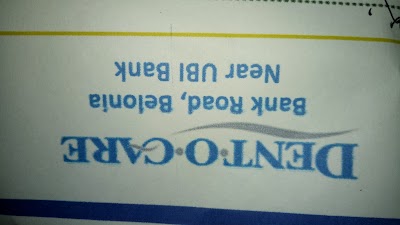 DENT·O·CARE
Bank Road, Belonia
Near UBI Bank